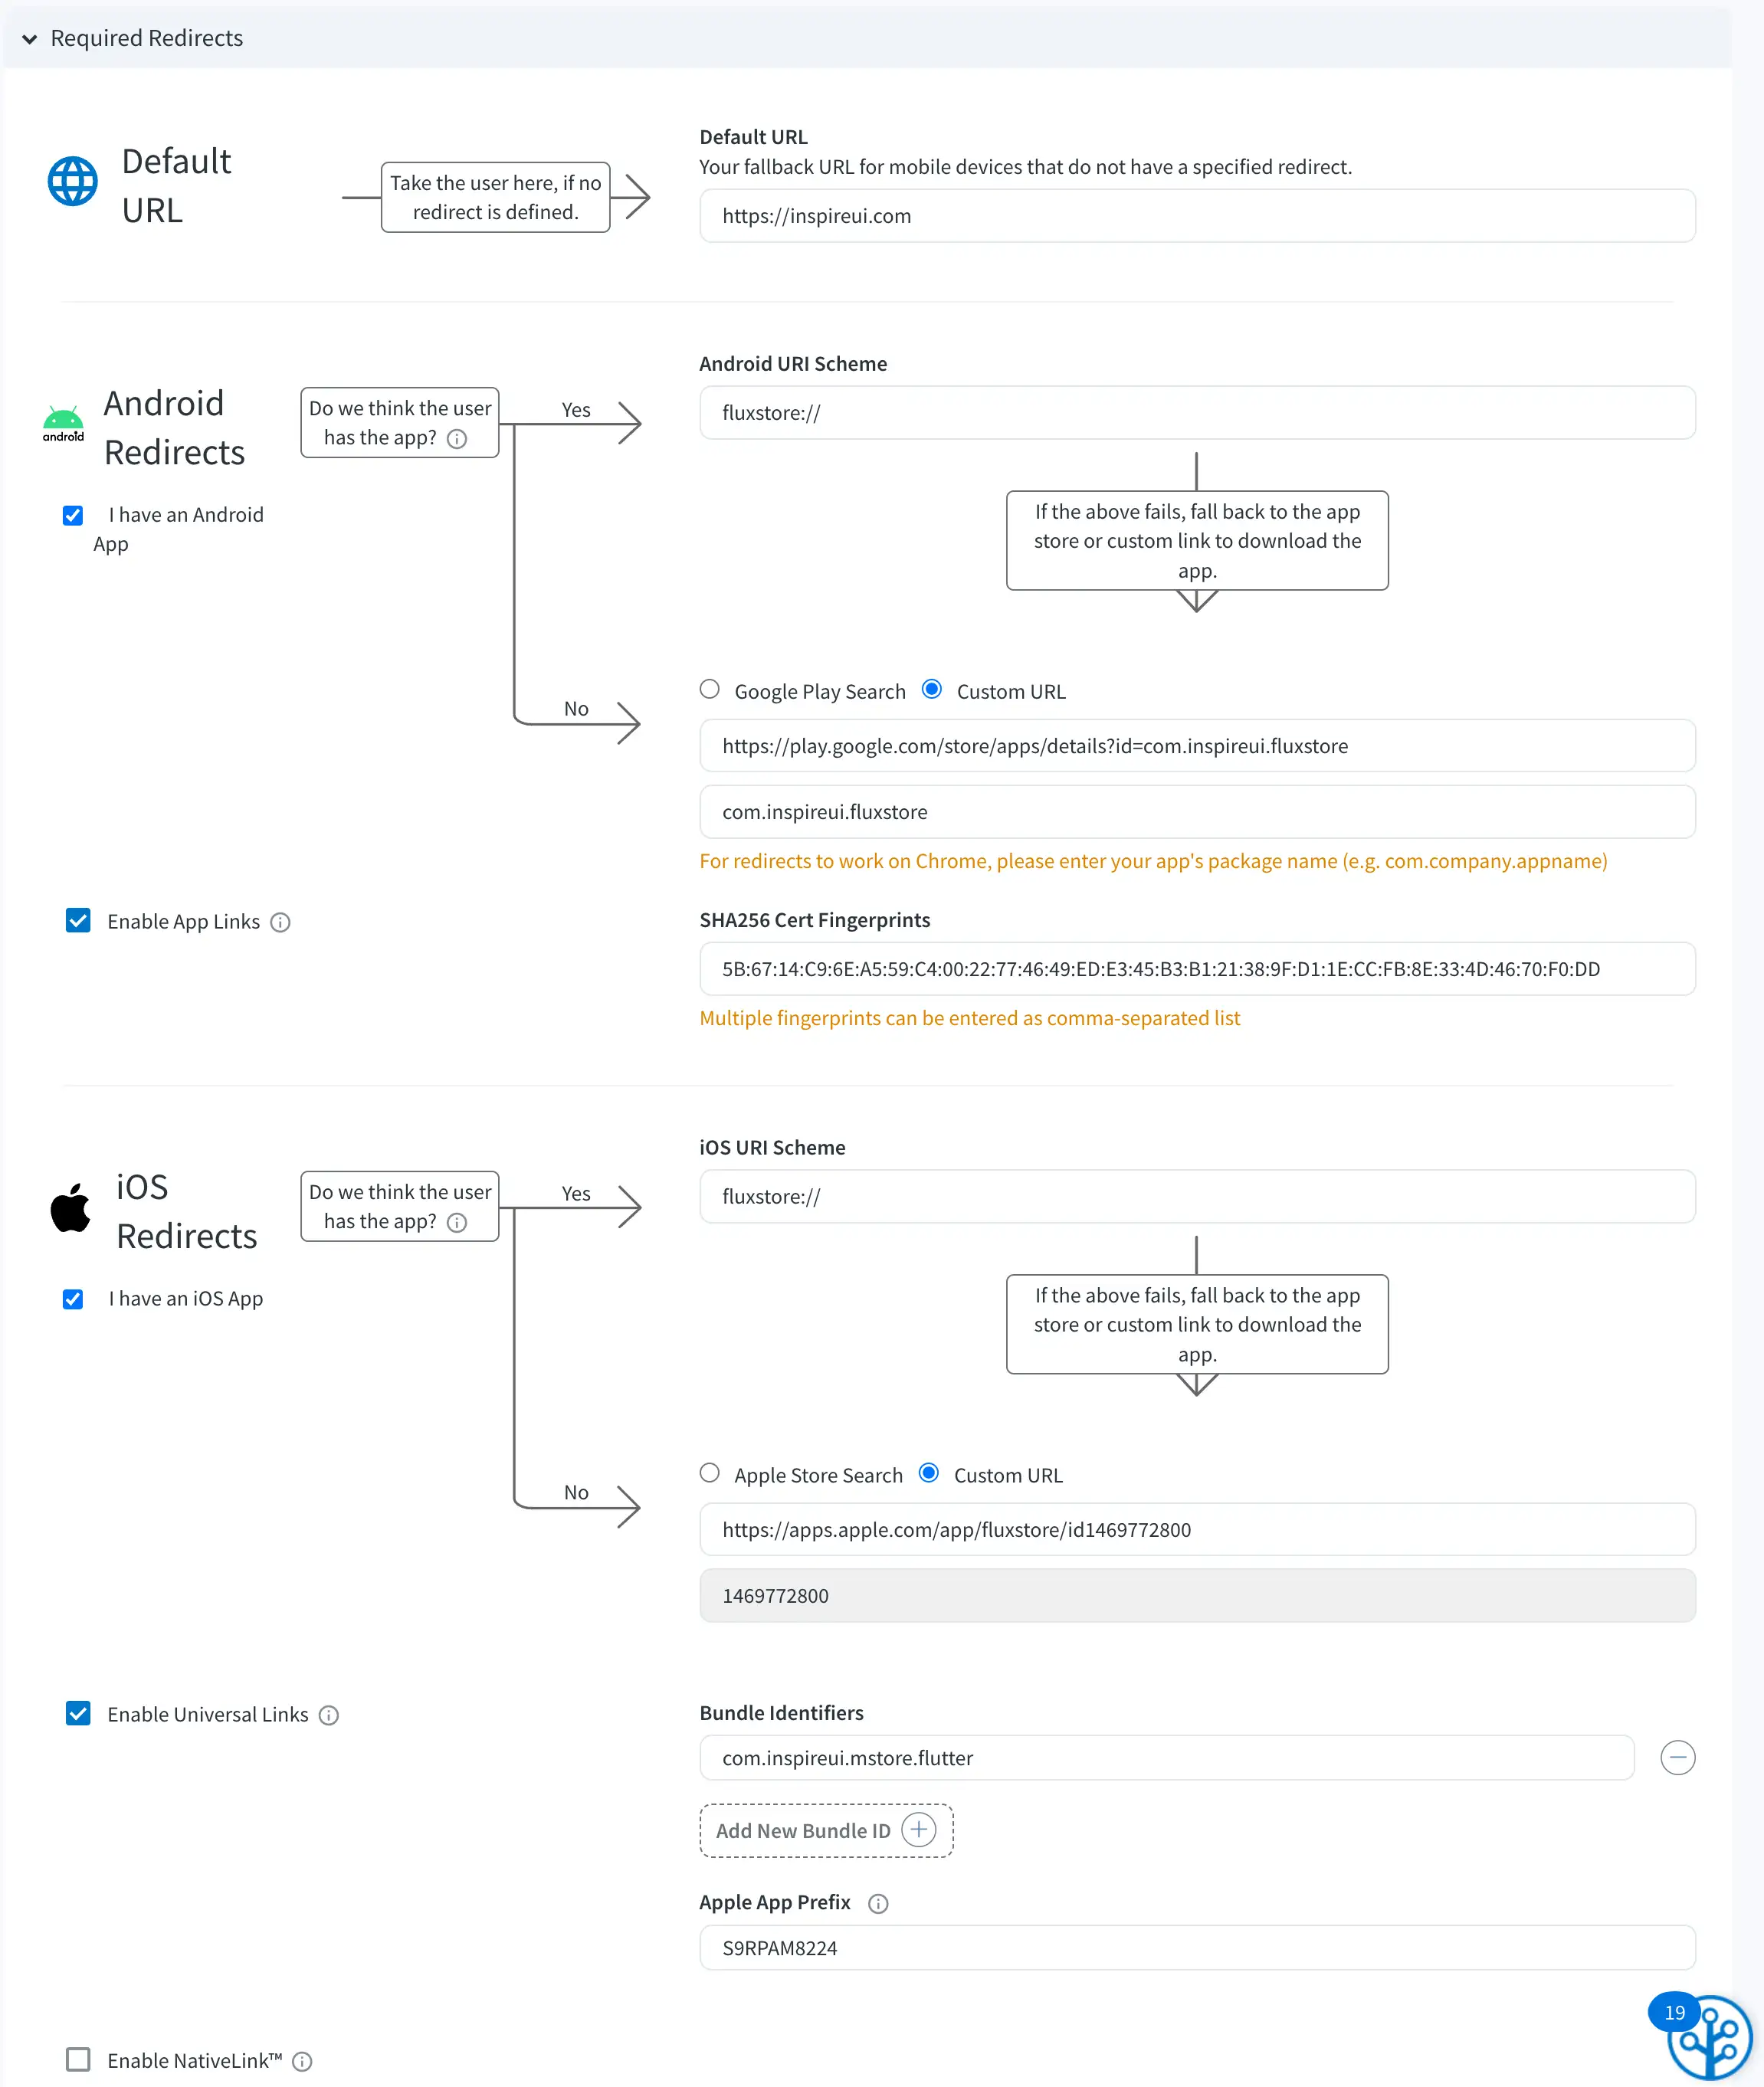 Required Redirects
Default
URL
Take the user here, if no
redirect is defined.
Default URL
Your fallback URL for mobile devices that do not have a specified redirect.
https://inspireui.com
android
Android
Redirects
I have an Android
App
Do we think the user
has the app?
Yes
No
Android URI Scheme
fluxstore://
If the above fails, fall back to the app
store or custom link to download the
app.
Google Play Search
Custom URL
https://play.google.com/store/apps/details?id=com.inspireui.fluxstore
com.inspireui.fluxstore
For redirects to work on Chrome, please enter your app's package name (e.g. com.company.appname)
Enable App Links
SHA256 Cert Fingerprints
5B:67:14:C9:6E:A5:59:C4:00:22:77:46:49:ED:E3:45:B3:B1:21:38:9F:D1:1E:CC:FB:8E:33:4D:46:70:F0:DD
Multiple fingerprints can be entered as comma-separated list
iOS
Redirects
I have an iOS App
Do we think the user
has the app?
Yes
No
iOS URI Scheme
fluxstore://
If the above fails, fall back to the app
store or custom link to download the
app.
Apple Store Search
Custom URL
https://apps.apple.com/app/fluxstore/id1469772800
1469772800
Enable Universal Links
Bundle Identifiers
com.inspireui.mstore.flutter
Add New Bundle ID
Apple App Prefix
S9RPAM8224
19
Enable NativeLink™